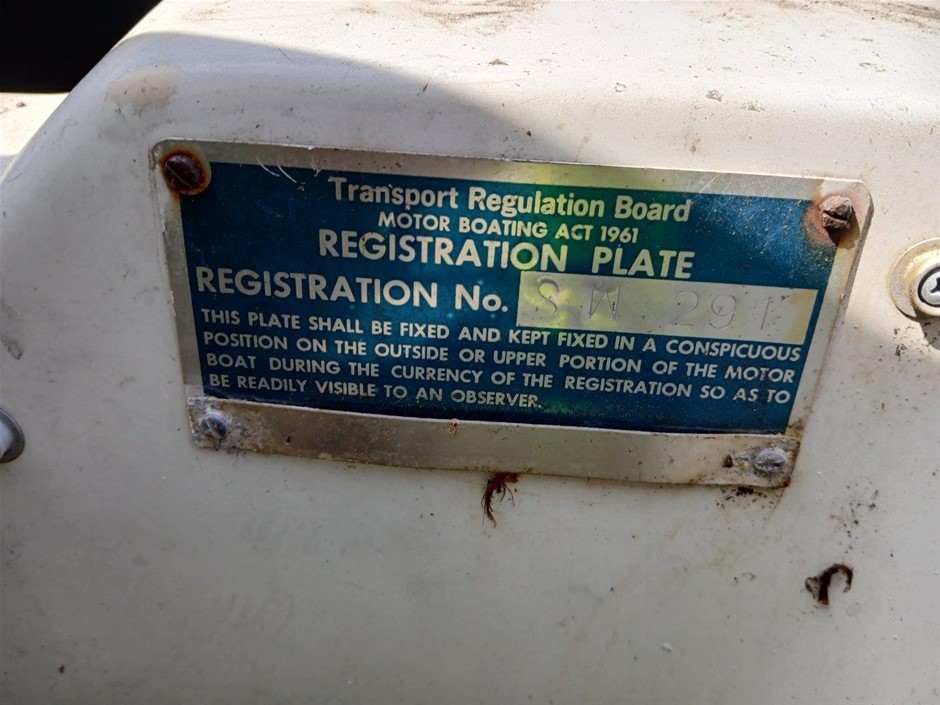 Transport Regulation Board
MOTOR BOATING ACT 1961
REGISTRATION PLATE
REGISTRATION No. SW 291
THIS PLATE SHALL BE FIXED AND KEPT FIXED IN A CONSPICUOUS
POSITION ON THE OUTSIDE OR UPPER PORTION OF THE MOTOR
BOAT DURING THE CURRENCY OF THE REGISTRATION SO AS TO
BE READILY VISIBLE TO AN OBSERVER.